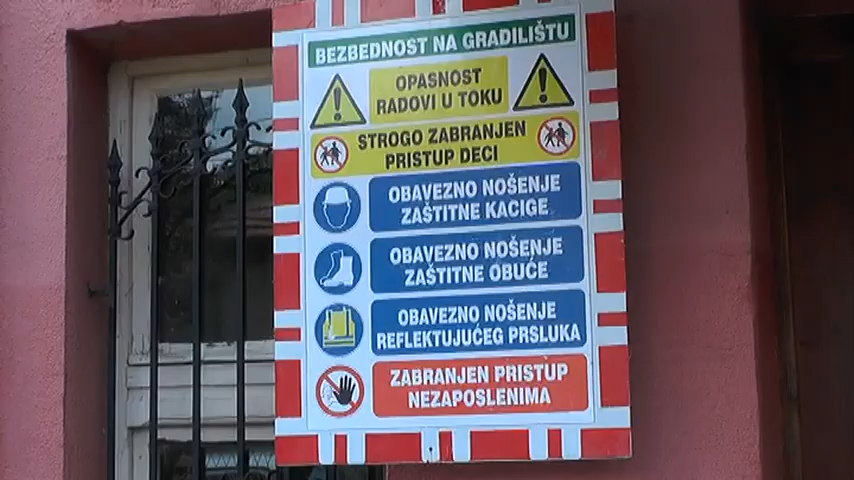 BEZBEDNOST NA GRADILIŠTU
OPASNOST
RADOVI U TOKU
STROGO ZABRANJEN
PRISTUP DECI
OBAVEZNO NOŠENJE
ZAŠTITNE KACIGE
OBAVEZNO NOŠENJE
ZAŠTITNE OBUĆE
OBAVEZNO NOŠENJE
REFLEKTUJUĆEG PRSLUKA
ZABRANJEN PRISTUP
NEZAPOSLENIMA